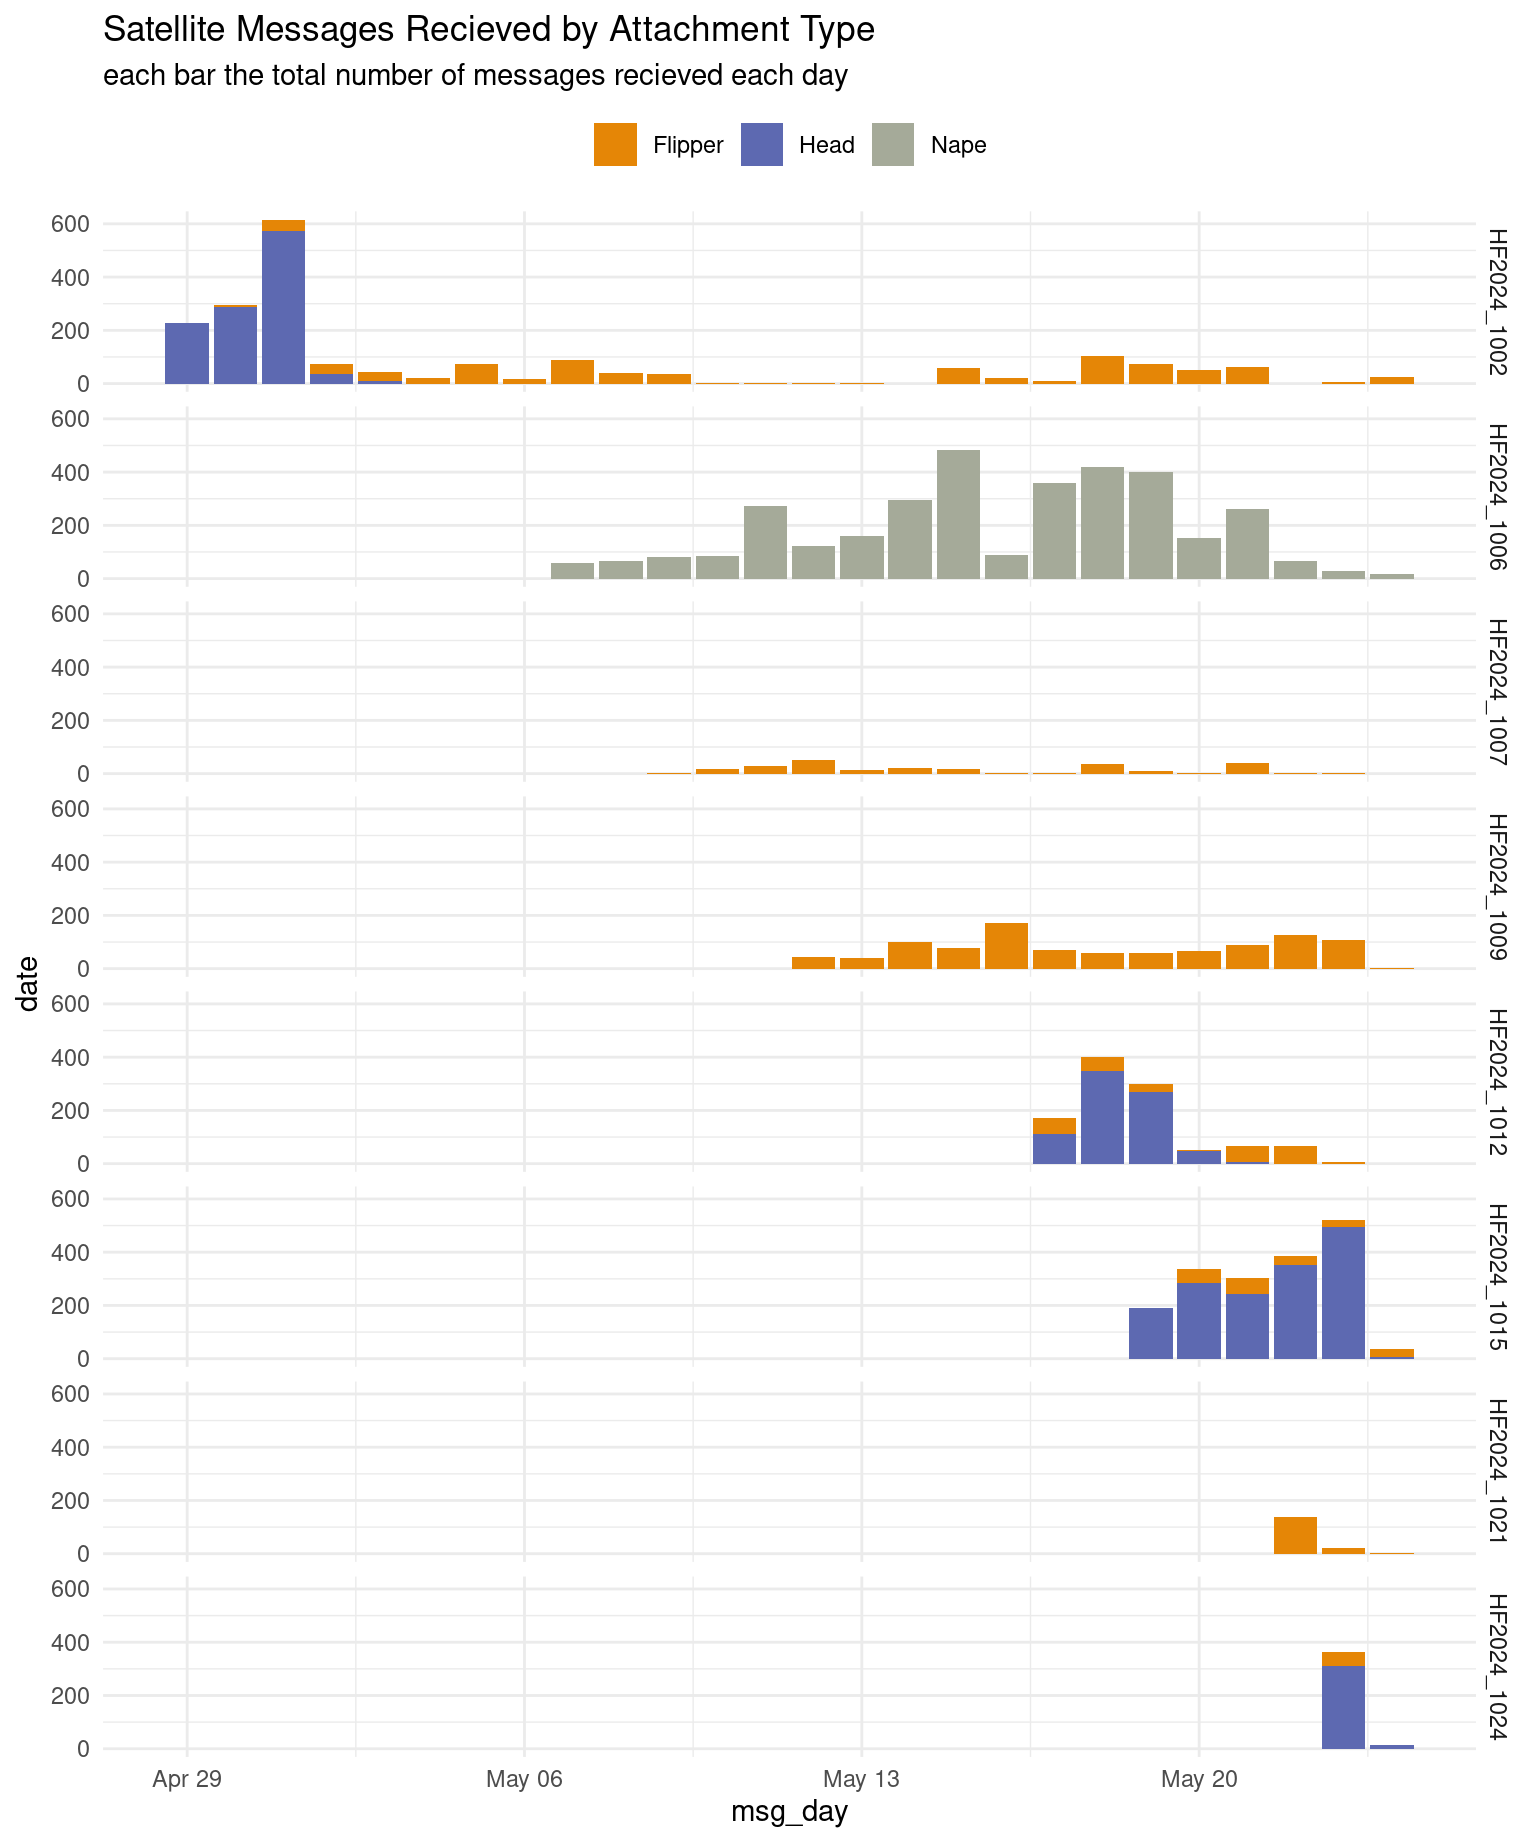 Satellite Messages Recieved by Attachment Type
each bar the total number of messages recieved each day
Flipper Head Nape
600
400
200
0
HF2024_1002
600
400
200
0
HF2024_1006
600
400
200
0
HF2024_1007
600
400
200
0
HF2024_1009
date
600
400
200
0
HF2024_1012
600
400
200
0
HF2024_1015
600
400
200
0
HF2024_1021
600
400
200
0
HF2024_1024
Apr 29 May 06 May 13 May 20
msg_day